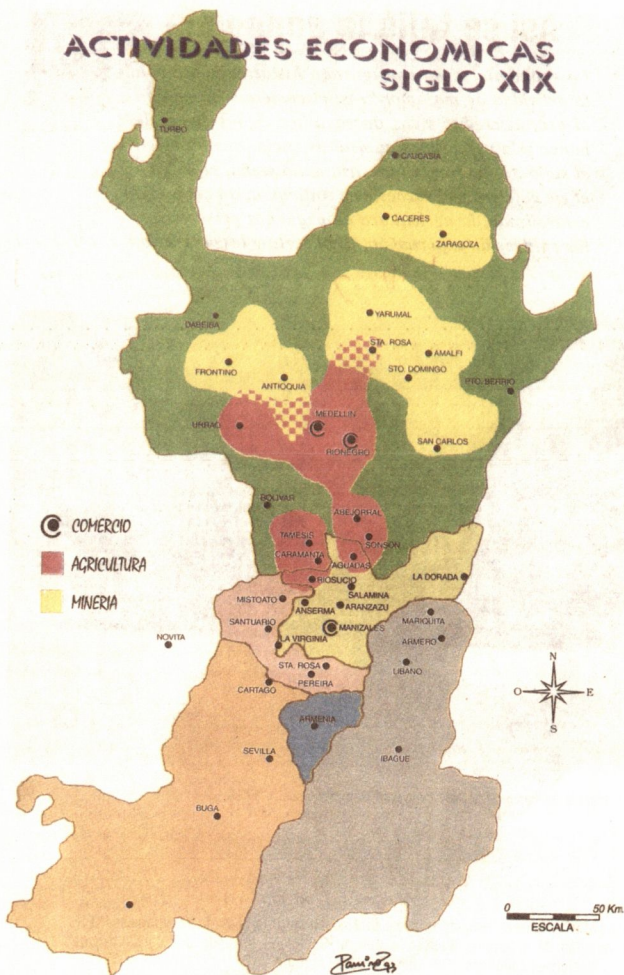 ACTIVIDADES ECONOMICAS
SIGLO XIX
TURBO
CAUCASIA
CACERES
ZARAGOZA
YARUMAL
DABEIBA
STA. ROSA
AMALFI
FRONTINO
STO. DOMINGO
ANTIOQUIA
PTO. BERRIO
MEDELLIN
URRAO
RIONEGRO
SAN CARLOS
BOLIVAR
ABEJORRAL
COMERCIO
TAMESIS
SONSON
CARAMANTA
AGUADAS
AGRICULTURA
RIOSUCIO
LA DORADA
SALAMINA
MISTOATO
ANSERMA
ARANZAZU
MINERIA
MARIQUITA
SANTUARIO
MANIZALES
ARMERO
NOVITA
LA VIRGINIA
LIBANO
STA. ROSA
PEREIRA
CARTAGO
N
O
E
S
ARMENIA
SEVILLA
IBAGUE
BUGA
0
50 Km.
ESCALA